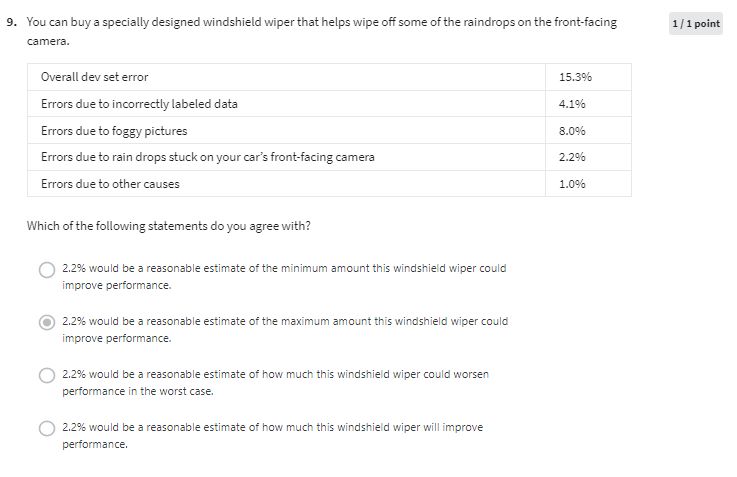 9. You can buy a specially designed windshield wiper that helps wipe off some of the raindrops on the front-facing
1 / 1 point
camera.
Overall dev set error 15.3%
Errors due to incorrectly labeled data 4.1%
Errors due to foggy pictures 8.0%
Errors due to rain drops stuck on your car's front-facing camera 2.2%
Errors due to other causes 1.0%
Which of the following statements do you agree with?
2.2% would be a reasonable estimate of the minimum amount this windshield wiper could
improve performance.
2.2% would be a reasonable estimate of the maximum amount this windshield wiper could
improve performance.
2.2% would be a reasonable estimate of how much this windshield wiper could worsen
performance in the worst case.
2.2% would be a reasonable estimate of how much this windshield wiper will improve
performance.